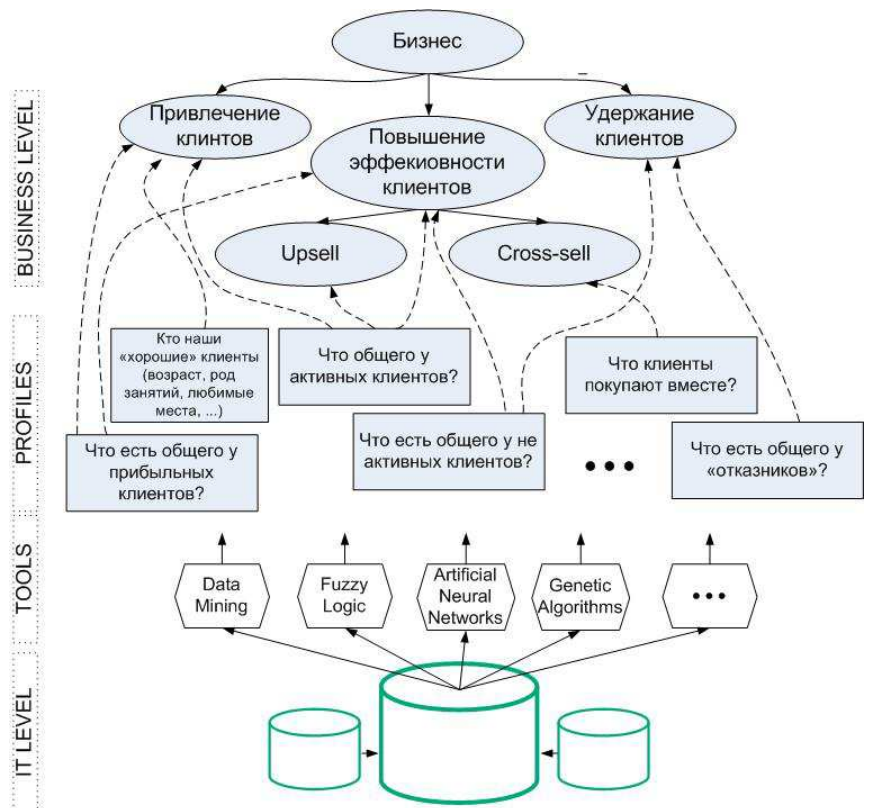 Бизнес
BUSINESS LEVEL
Привлечение
клинтов
Повышение
эффекиовности
клиентов
Удержание
клиентов
Upsell
Cross-sell
PROFILES
Кто наши
«хорошие» клиенты
(возраст, род
занятий, любимые
места, ...)
Что общего у
активных клиентов?
Что клиенты
покупают вместе?
Что есть общего у
прибыльных
клиентов?
Что есть общего у не
активных клиентов?
•••
Что есть общего у
«отказников»?
TOOLS
Data
Mining
Fuzzy
Logic
Artificial
Neural
Networks
Genetic
Algorithms
•••
IT LEVEL